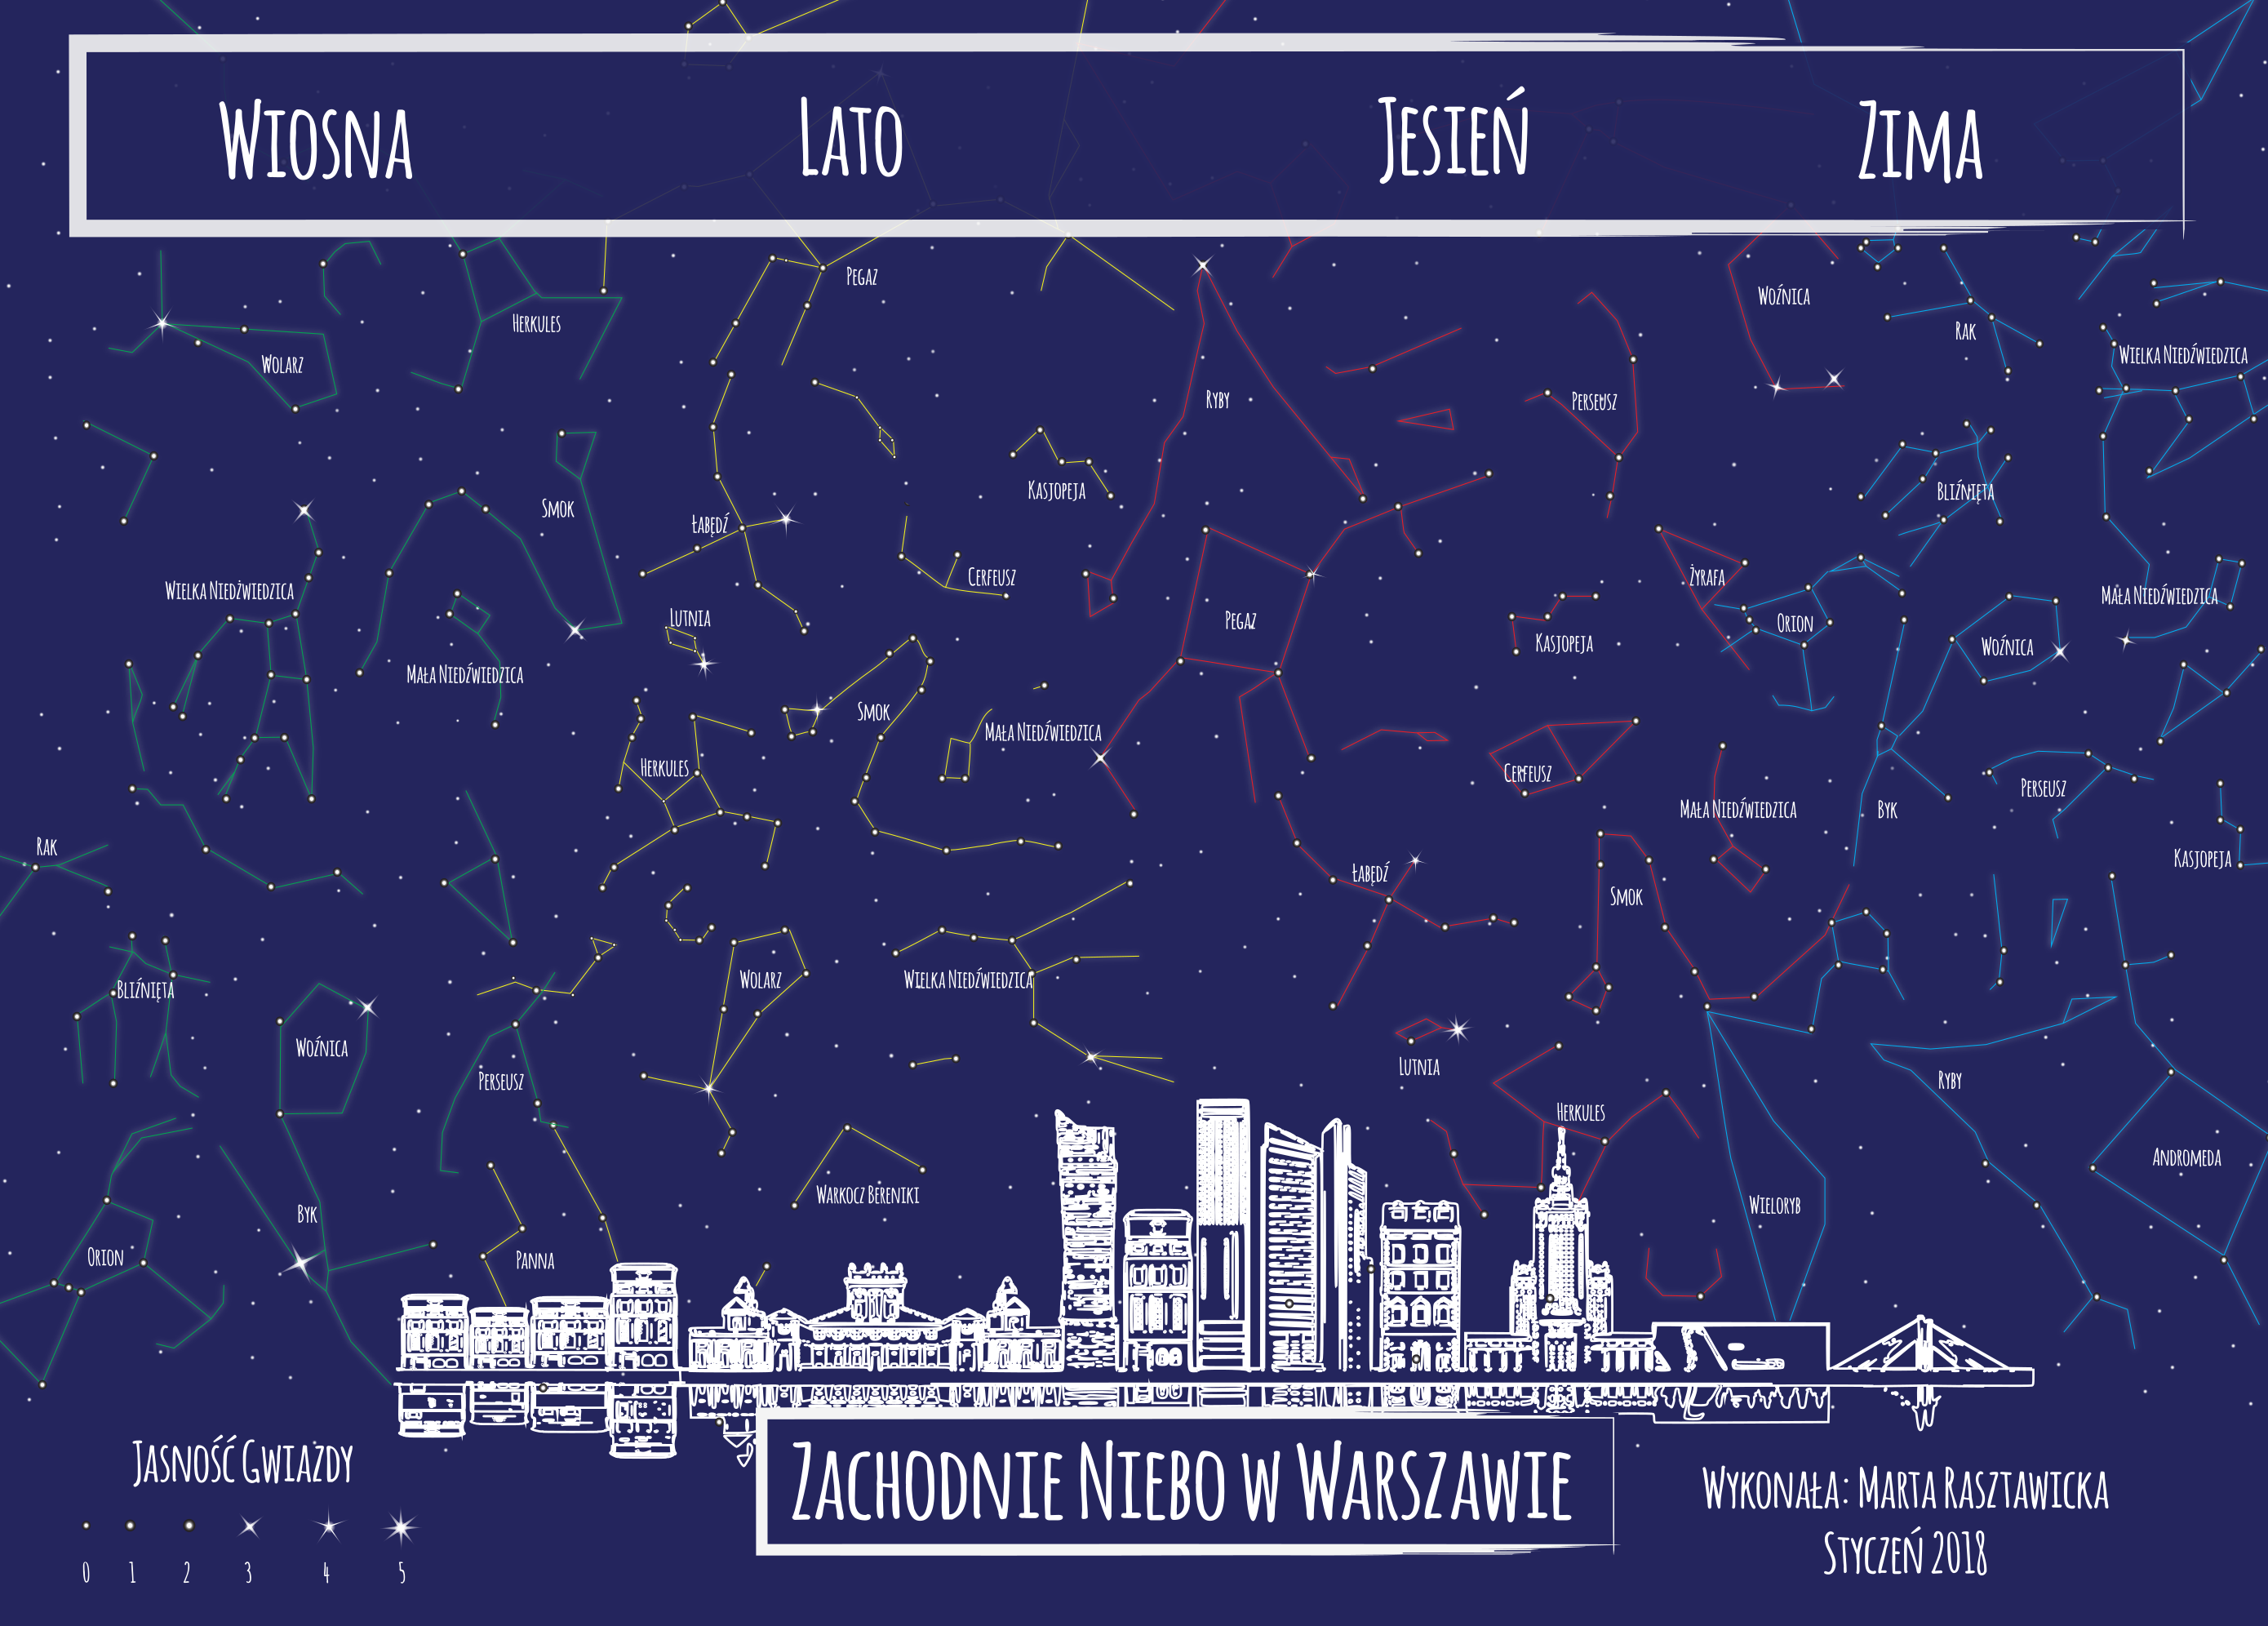 Wiosna
Lato
Jesień
Zima
Wolarz
Herkules
Smok
Wielka Niedźwiedzica
Mała Niedźwiedzica
Rak
Bliźnięta
Woźnica
Perseusz
Orion
Byk
Pegaz
Kasjopeja
Łabędź
Cerfeusz
Lutnia
Smok
Mała Niedźwiedzica
Herkules
Wolarz
Wielka Niedźwiedzica
Warkocz Bereniki
Panna
Ryby
Perseusz
Pegaz
Kasjopeja
Cerfeusz
Łabędź
Smok
Lutnia
Herkules
Woźnica
Żyrafa
Mała Niedźwiedzica
Rak
Wielka Niedźwiedzica
Bliźnięta
Mała Niedźwiedzica
Orion
Woźnica
Perseusz
Byk
Kasjopeja
Ryby
Andromeda
Wieloryb
Jasność Gwiazdy
0 1 2 3 4 5
Zachodnie Niebo w Warszawie
Wykonała: Marta Rasztawicka
Styczeń 2018